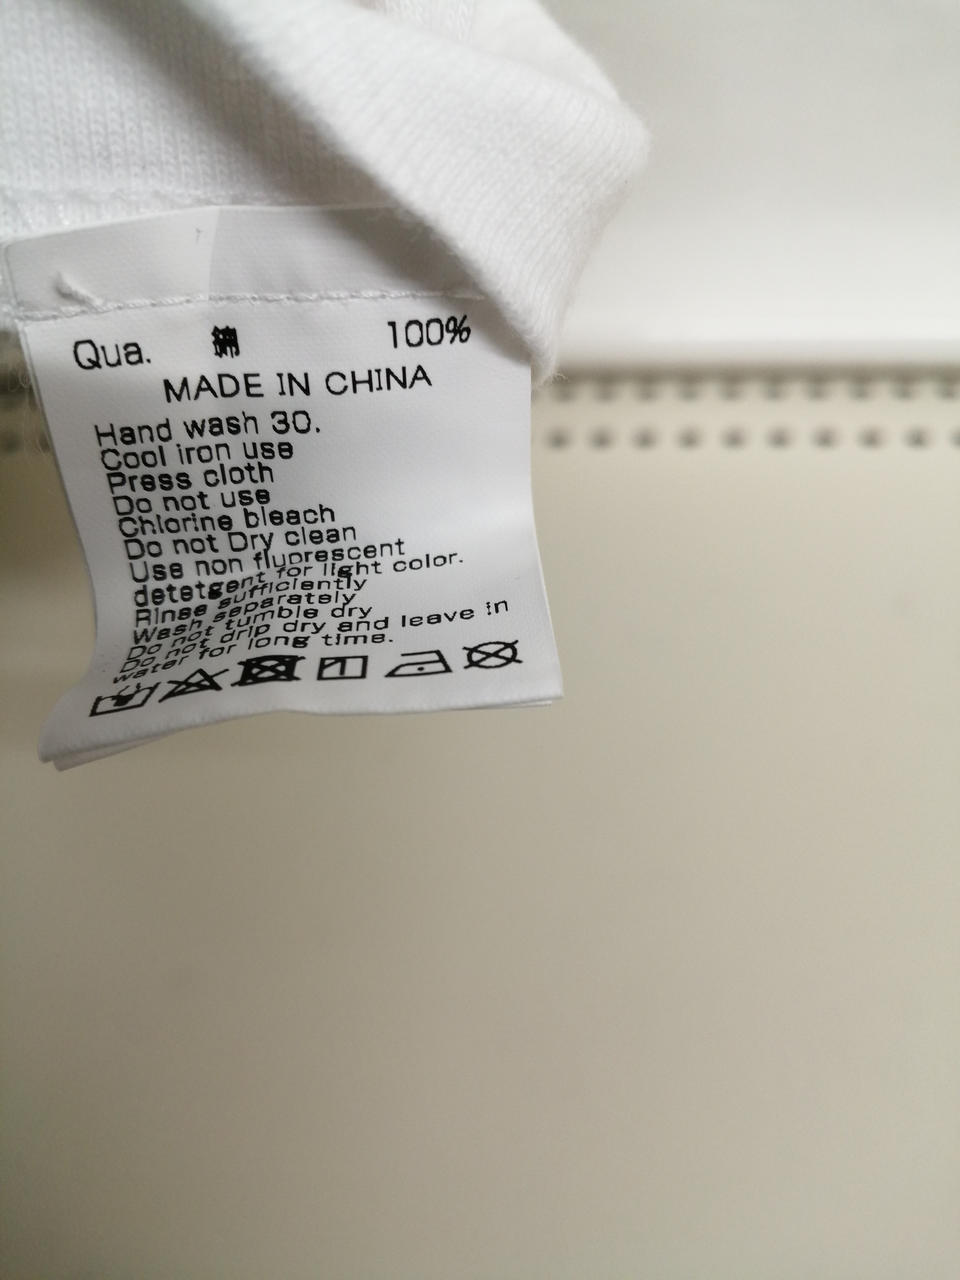 Qua. 綿 100%
MADE IN CHINA
Hand wash 30.
Cool iron use
Press cloth
Do not use
Chlorine bleach
Do not Dry clean
Use non fluorescent
detetgent for light color.
Rinse sufficiently
Wash separately
Do not tumble dry
Do not drip dry and leave in
water for long time.